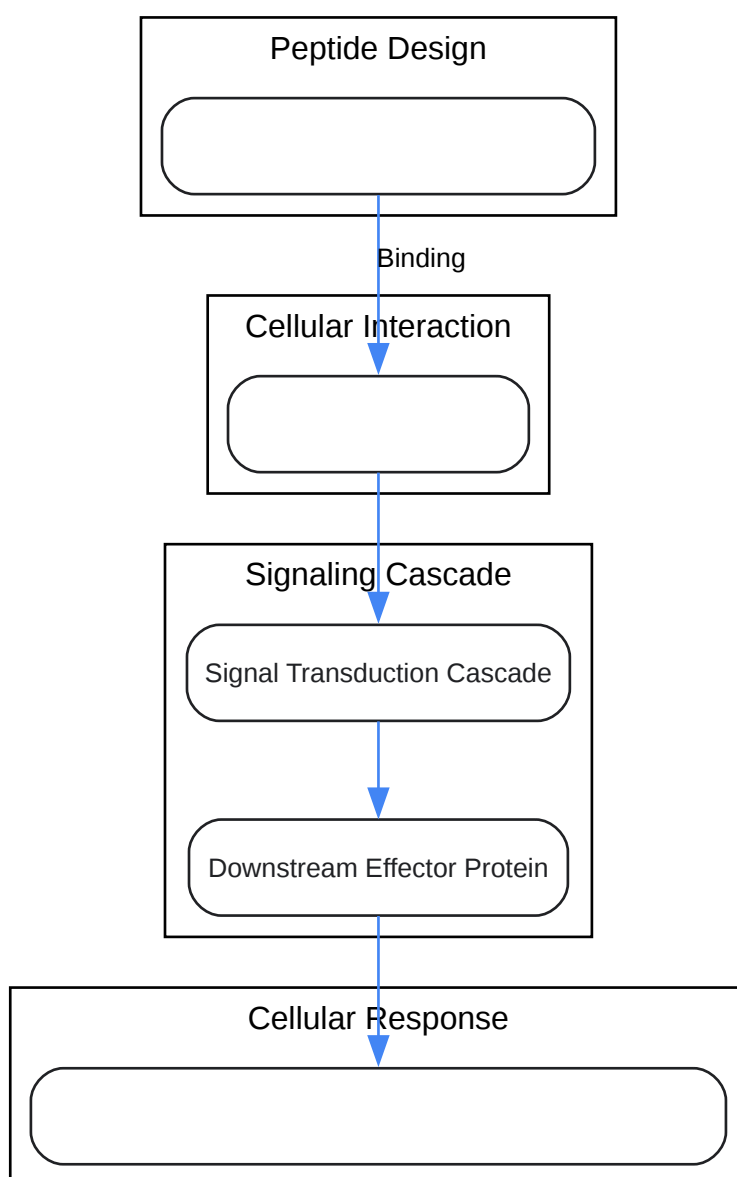 Peptide Design
Binding
Cellular Interaction
Signaling Cascade
Signal Transduction Cascade
Downstream Effector Protein
Cellular Response